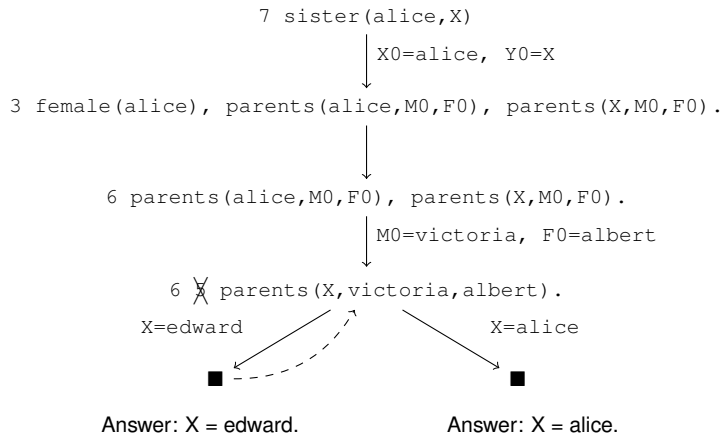 7 sister(alice,X)
X0=alice, Y0=X
3 female(alice), parents(alice,M0,F0), parents(X,M0,F0).
6 parents(alice,M0,F0), parents(X,M0,F0).
M0=victoria, F0=albert
6 5 parents(X,victoria,albert).
X=edward X=alice
Answer: X = edward. Answer: X = alice.